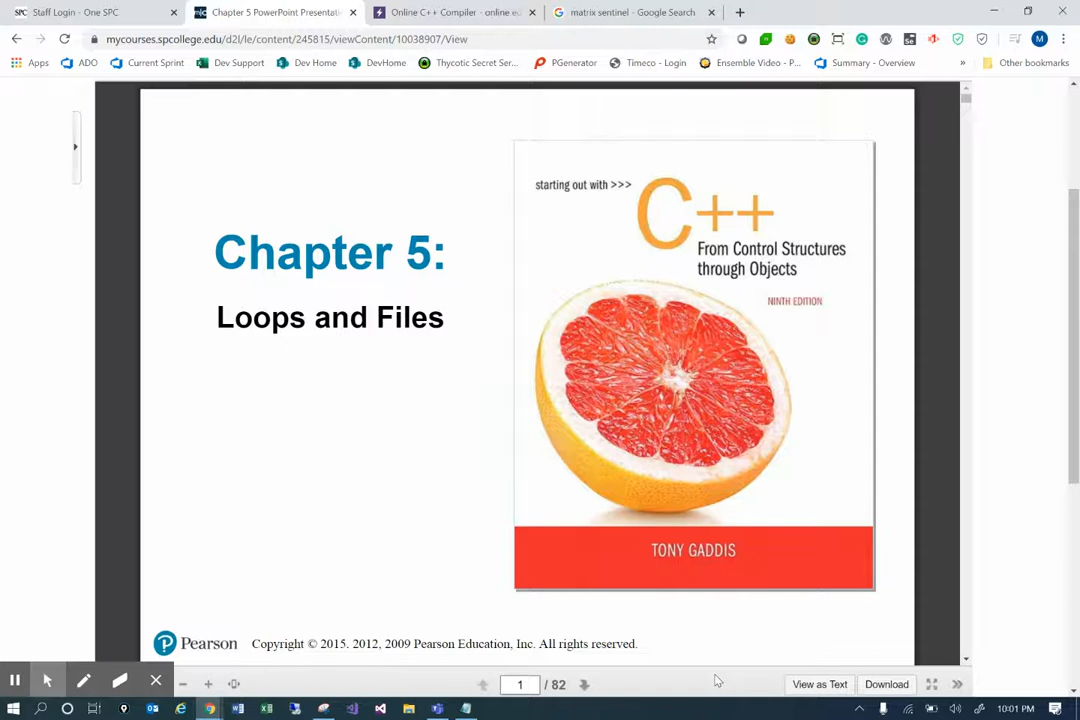 SPC Staff Login - One SPC
Chapter 5 PowerPoint Presentati
Online C++ Compiler - online ed
matrix sentinel - Google Search
mycourses.spcollege.edu/d2l/le/content/245815/viewContent/10038907/View
Apps ADO Current Sprint Dev Support Dev Home DevHome Thycotic Secret Ser... PGenerator Timeco - Login Ensemble Video – P... Summary - Overview » Other bookmarks
Chapter 5:
Loops and Files
starting out with >>>
C++
From Control Structures
through Objects
NINTH EDITION
TONY GADDIS
Pearson
Copyright © 2015. 2012, 2009 Pearson Education, Inc. All rights reserved.
1 / 82
View as Text
Download
10:01 PM